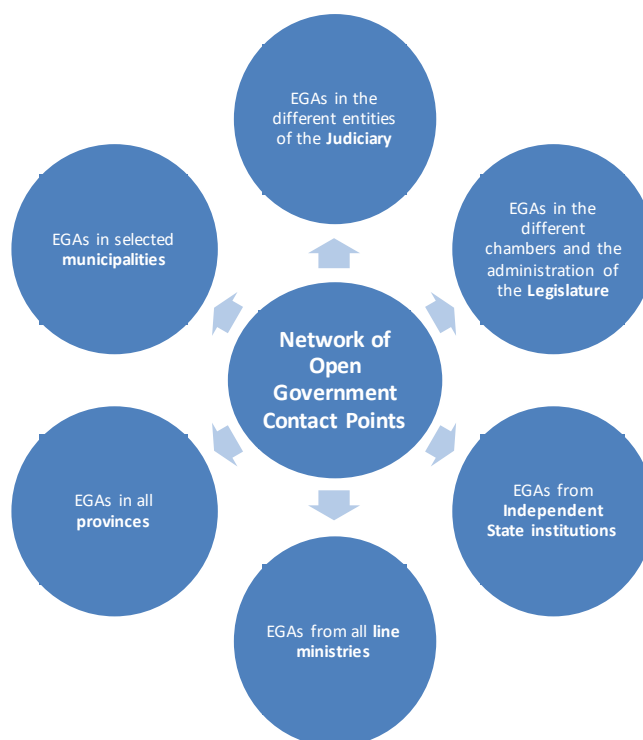 EGAs in the
different entities
of the Judiciary
EGAs in the
different
chambers and the
administration of
the Legislature
EGAs in selected
municipalities
Network of
Open
Government
Contact Points
EGAs in all
provinces
EGAs from
Independent
State institutions
EGAs from all line
ministries